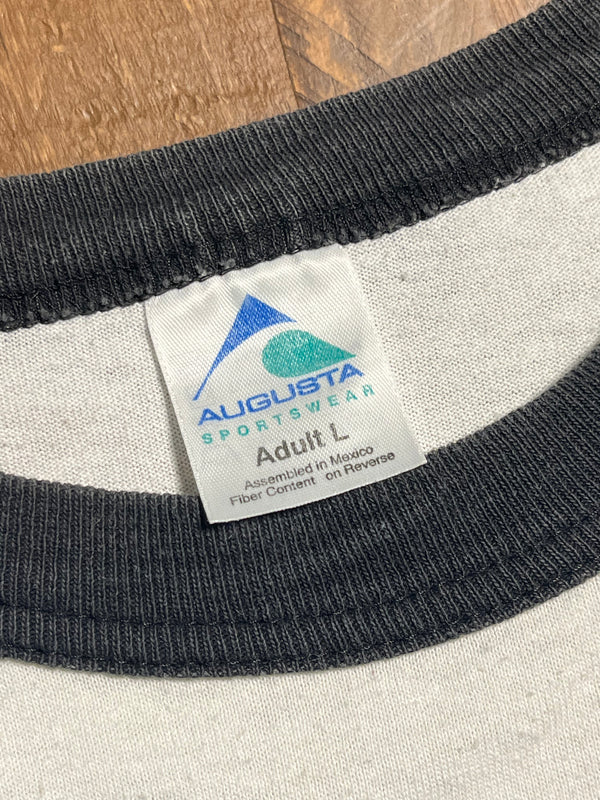 AUGUSTA
SPORTSWEAR
Adult L
Assembled in Mexico
Fiber Content on Reverse